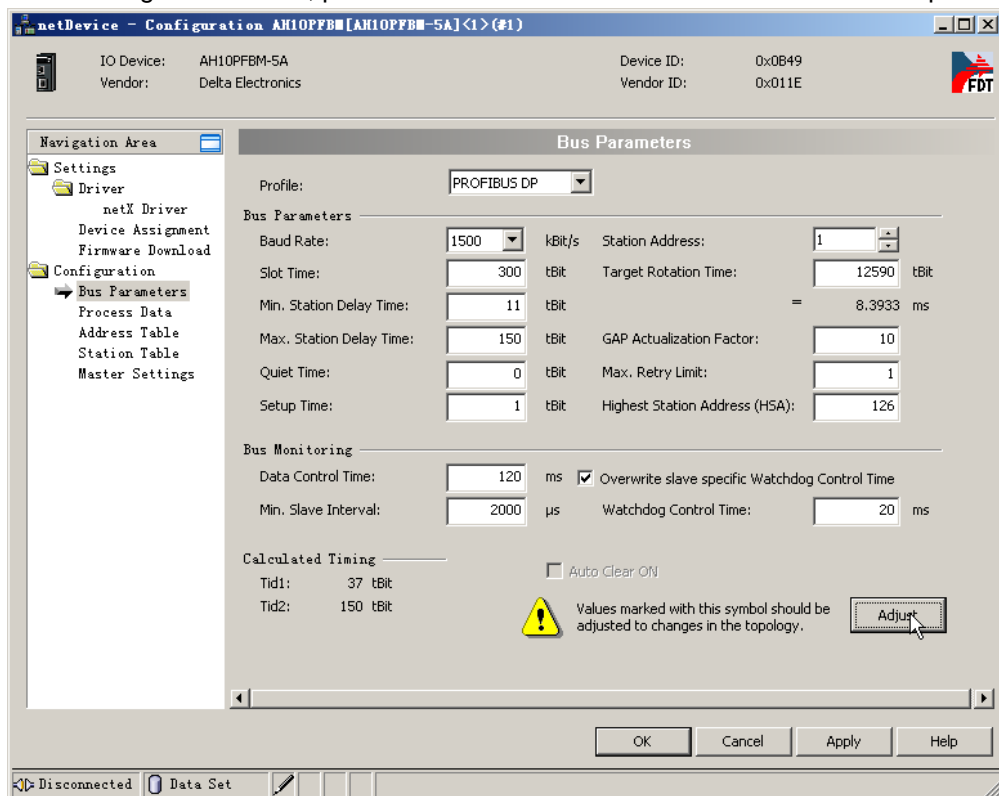 netDevice - Configuration AH10PFBM[AH10PFBM-5A]<1>(#1)
IO Device: AH10PFBM-5A Device ID: 0x0B49
Vendor: Delta Electronics Vendor ID: 0x011E
FDT
Navigation Area
Settings
Driver
netX Driver
Device Assignment
Firmware Download
Configuration
Bus Parameters
Process Data
Address Table
Station Table
Master Settings
Bus Parameters
Profile: PROFIBUS DP
Bus Parameters
Baud Rate: 1500 kBit/s Station Address: 1
Slot Time: 300 tBit Target Rotation Time: 12590 tBit
Min. Station Delay Time: 11 tBit = 8.3933 ms
Max. Station Delay Time: 150 tBit GAP Actualization Factor: 10
Quiet Time: 0 tBit Max. Retry Limit: 1
Setup Time: 1 tBit Highest Station Address (HSA): 126
Bus Monitoring
Data Control Time: 120 ms Overwrite slave specific Watchdog Control Time
Min. Slave Interval: 2000 µs Watchdog Control Time: 20 ms
Calculated Timing
Auto Clear ON
Tid1: 37 tBit
Tid2: 150 tBit
Values marked with this symbol should be
adjusted to changes in the topology.
Adjust
OK Cancel Apply Help
Disconnected Data Set